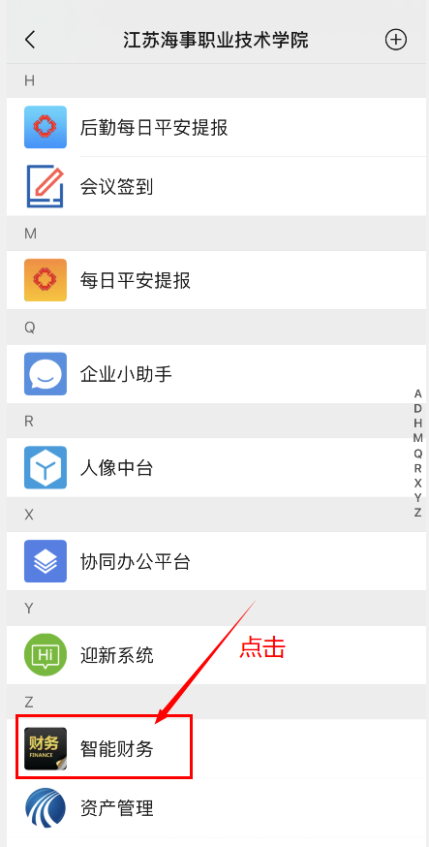 江苏海事职业技术学院
H
后勤每日平安提报
会议签到
M
每日平安提报
Q
企业小助手
R
人像中台
X
协同办公平台
Y
Hi
迎新系统
点击
Z
财务
FINANCE
智能财务
资产管理
A
D
H
M
Q
R
X
Y
Z